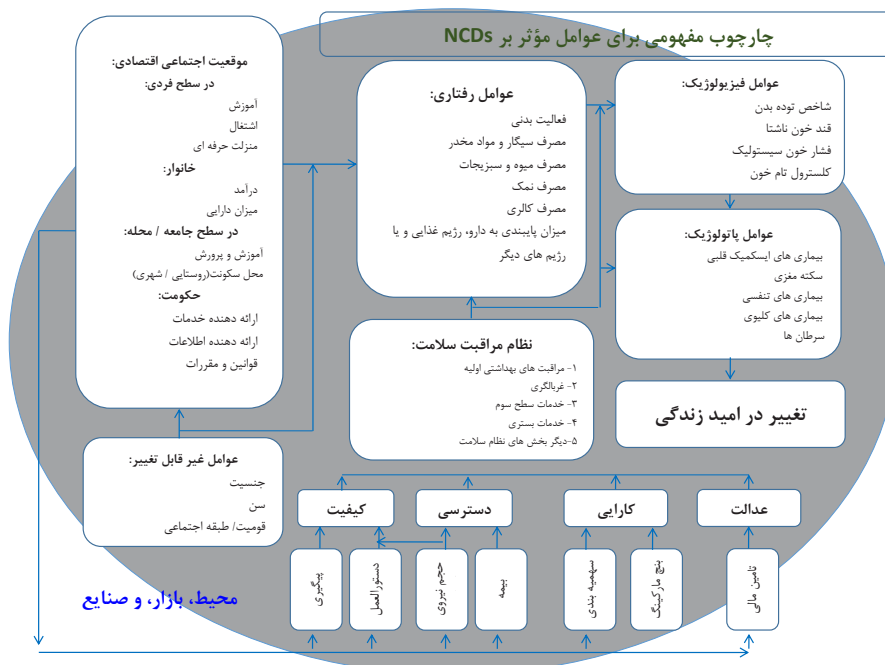 چارچوب مفهومی برای عوامل مؤثر بر NCDs
موقعیت اجتماعی اقتصادی:
در سطح فردی:
آموزش
اشتغال
منزلت حرفه ای
خانوار:
درآمد
میزان دارایی
در سطح جامعه / محله:
آموزش و پرورش
محل سکونت(روستایی / شهری)
حکومت:
ارائه دهنده خدمات
ارائه دهنده اطلاعات
قوانین و مقررات
عوامل رفتاری:
فعالیت بدنی
مصرف سیگار و مواد مخدر
مصرف میوه و سبزیجات
مصرف نمک
مصرف کالری
میزان پایبندی به دارو، رژیم غذایی و یا
رژیم های دیگر
عوامل فیزیولوژیک:
شاخص توده بدن
قند خون ناشتا
فشار خون سیستولیک
کلسترول تام خون
عوامل پاتولوژیک:
بیماری های ایسکمیک قلبی
سکته مغزی
بیماری های تنفسی
بیماری های کلیوی
سرطان ها
نظام مراقبت سلامت:
۱- مراقبت های بهداشتی اولیه
۲- غربالگری
۳- خدمات سطح سوم
۴- خدمات بستری
۵-دیگر بخش های نظام سلامت
تغییر در امید زندگی
عوامل غیر قابل تغییر:
جنسیت
سن
قومیت/ طبقه اجتماعی
عدالت
کارایی
دسترسی
کیفیت
تامین مالی
بنچ مارکینگ
سهمیه بندی
بیمه
حجم نیروی
دستورالعمل
پیگیری
محیط، بازار، و صنایع